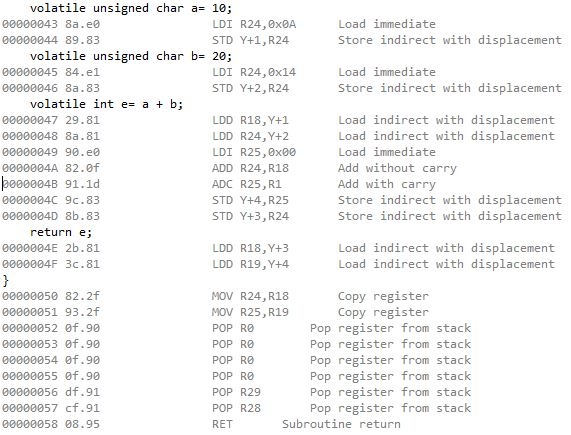 volatile unsigned char a= 10;
00000043 8a.e0 LDI R24,0x0A Load immediate
00000044 89.83 STD Y+1,R24 Store indirect with displacement
volatile unsigned char b= 20;
00000045 84.e1 LDI R24,0x14 Load immediate
00000046 8a.83 STD Y+2,R24 Store indirect with displacement
volatile int e= a + b;
00000047 29.81 LDD R18,Y+1 Load indirect with displacement
00000048 8a.81 LDD R24,Y+2 Load indirect with displacement
00000049 90.e0 LDI R25,0x00 Load immediate
0000004A 82.0f ADD R24,R18 Add without carry
0000004B 91.1d ADC R25,R1 Add with carry
0000004C 9c.83 STD Y+4,R25 Store indirect with displacement
0000004D 8b.83 STD Y+3,R24 Store indirect with displacement
return e;
0000004E 2b.81 LDD R18,Y+3 Load indirect with displacement
0000004F 3c.81 LDD R19,Y+4 Load indirect with displacement
}
00000050 82.2f MOV R24,R18 Copy register
00000051 93.2f MOV R25,R19 Copy register
00000052 0f.90 POP R0 Pop register from stack
00000053 0f.90 POP R0 Pop register from stack
00000054 0f.90 POP R0 Pop register from stack
00000055 0f.90 POP R0 Pop register from stack
00000056 df.91 POP R29 Pop register from stack
00000057 cf.91 POP R28 Pop register from stack
00000058 08.95 RET Subroutine return